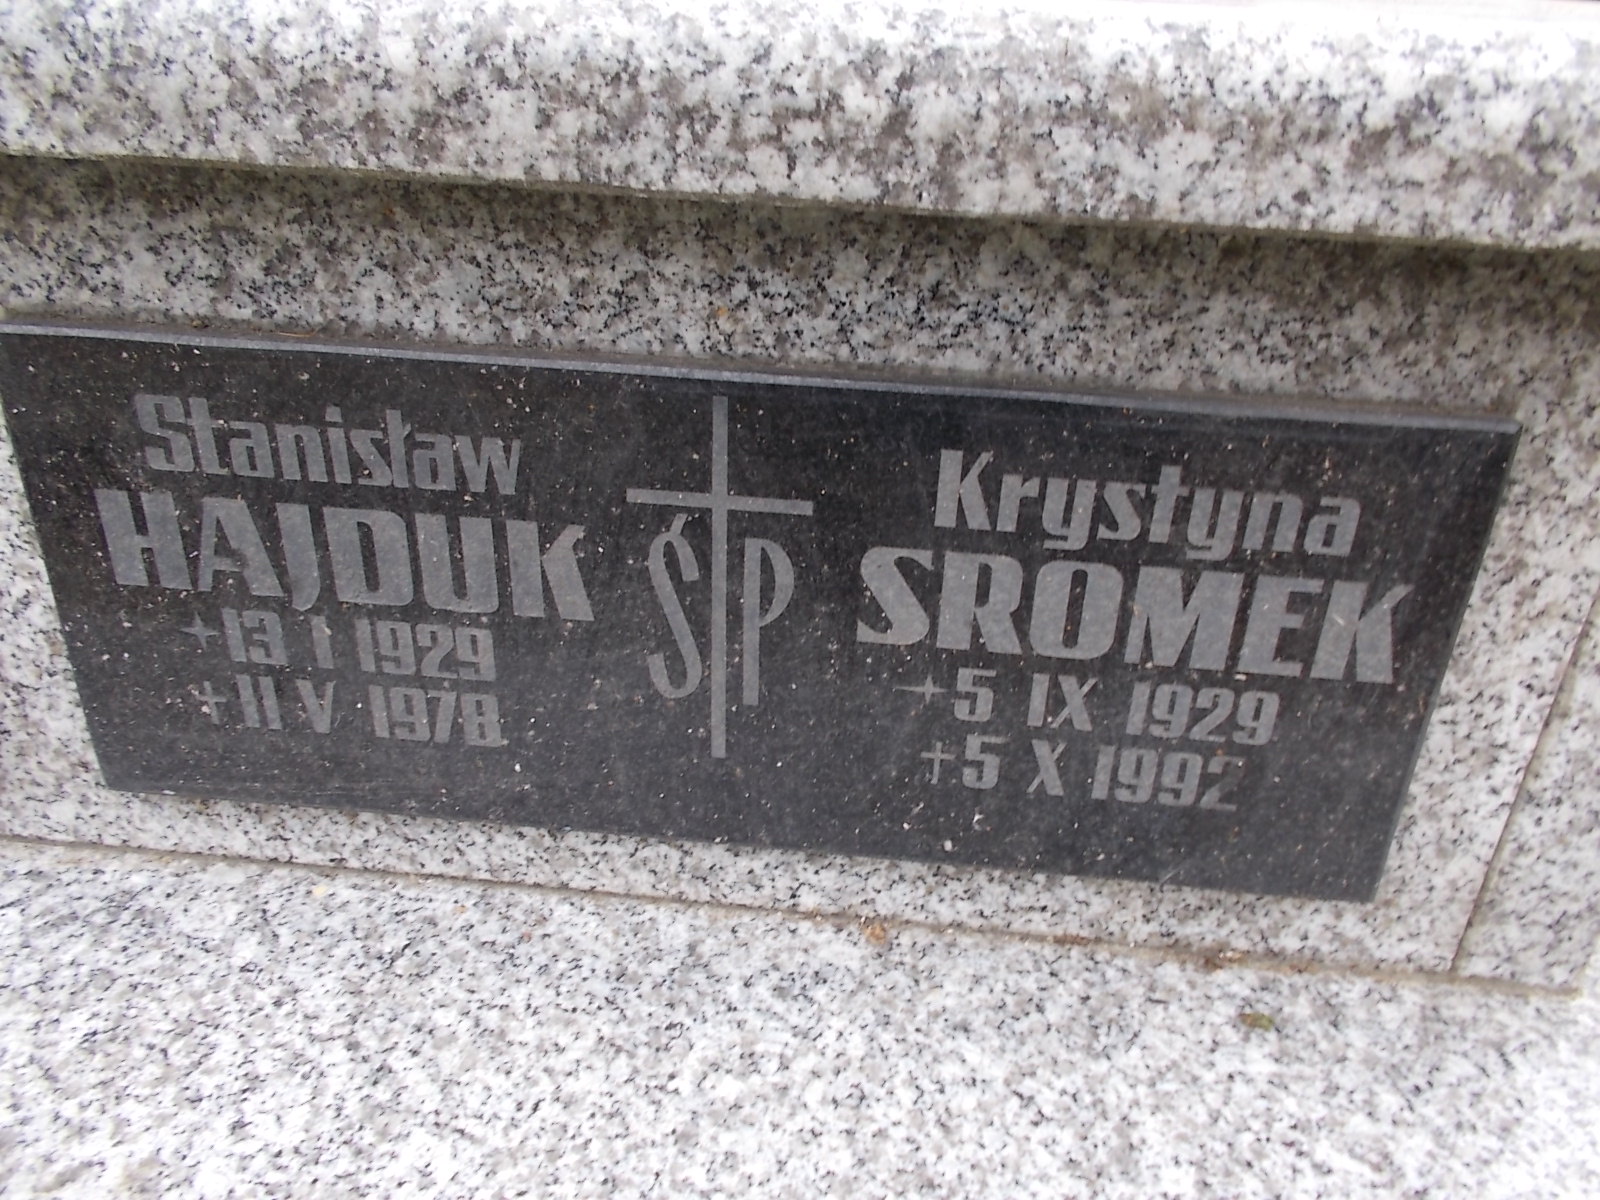 Stanisław
HAJDUK
13 I 1929
+11 V 1978
ŚP
Krystyna
SROMEK
5 IX 1929
+5 X 1992